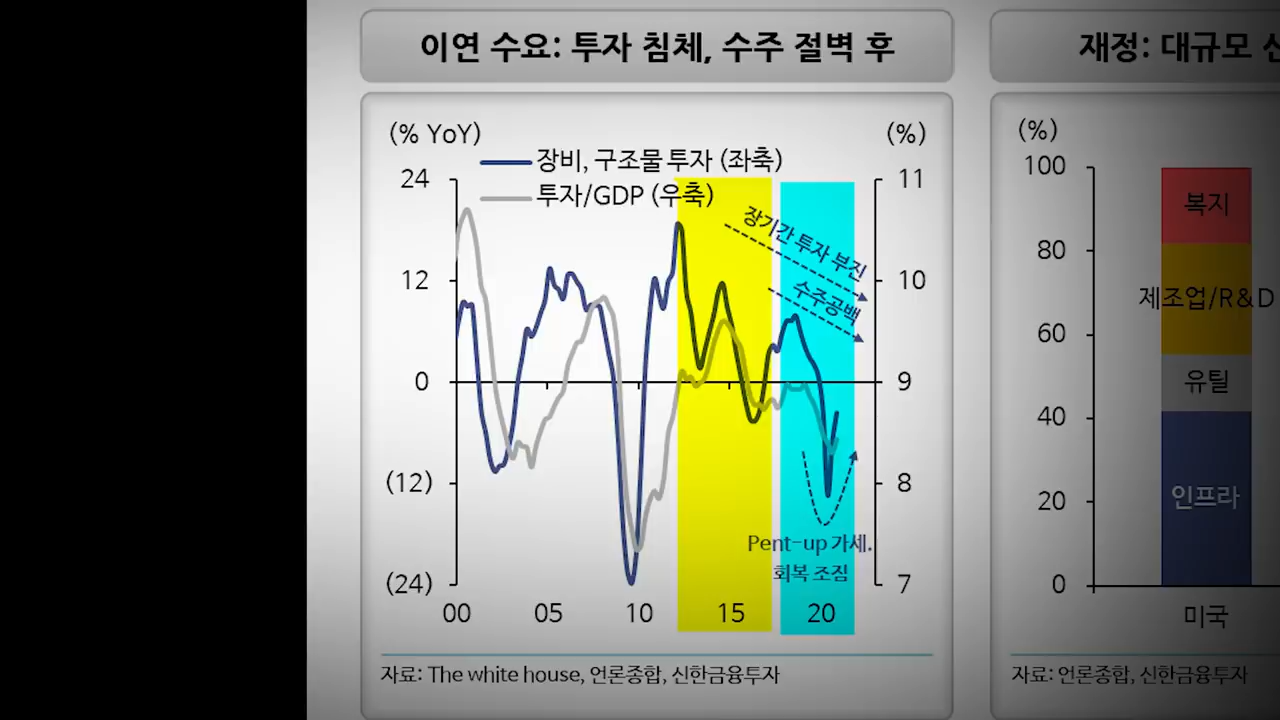 이연 수요: 투자 침체, 수주 절벽 후
(% YoY)
(%)
장비, 구조물 투자 (좌축)
투자/GDP (우축)
24
12
0
(12)
(24)
11
10
9
8
7
장기간 투자 부진
수주공백
Pent-up 가세.
회복 조짐
00 05 10 15 20
자료: The white house, 언론종합, 신한금융투자
재정: 대규모
(%)
100
80
60
40
20
0
복지
제조업/R&D
유틸
인프라
미국
자료: 언론종합, 신한금융투자